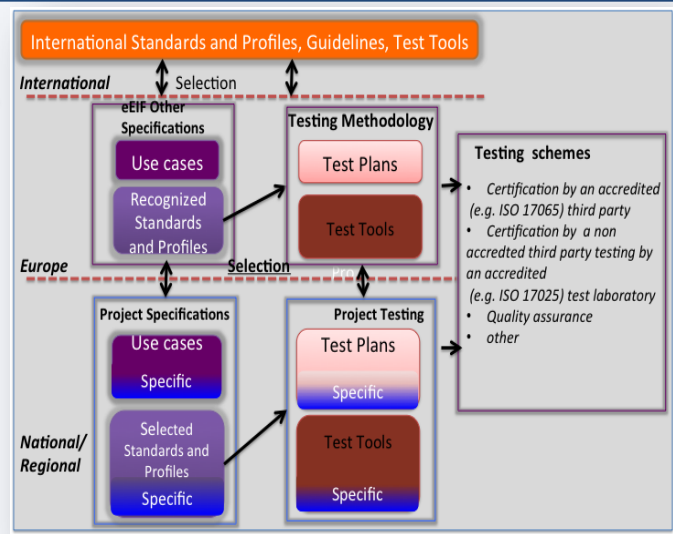 International Standards and Profiles, Guidelines, Test Tools
International
Selection
eEIF Other
Specifications
Use cases
Recognized
Standards
and Profiles
Testing Methodology
Test Plans
Test Tools
Testing schemes
• Certification by an accredited
(e.g. ISO 17065) third party
• Certification by a non
accredted third party testing by
an accredited
(e.g. ISO 17025) test laboratory
• Quality assurance
• other
Europe
Selection
Project Specifications
Use cases
Specific
Selected
Standards and
Profiles
Specific
Project Testing
Test Plans
Specific
Test Tools
Specific
National/
Regional